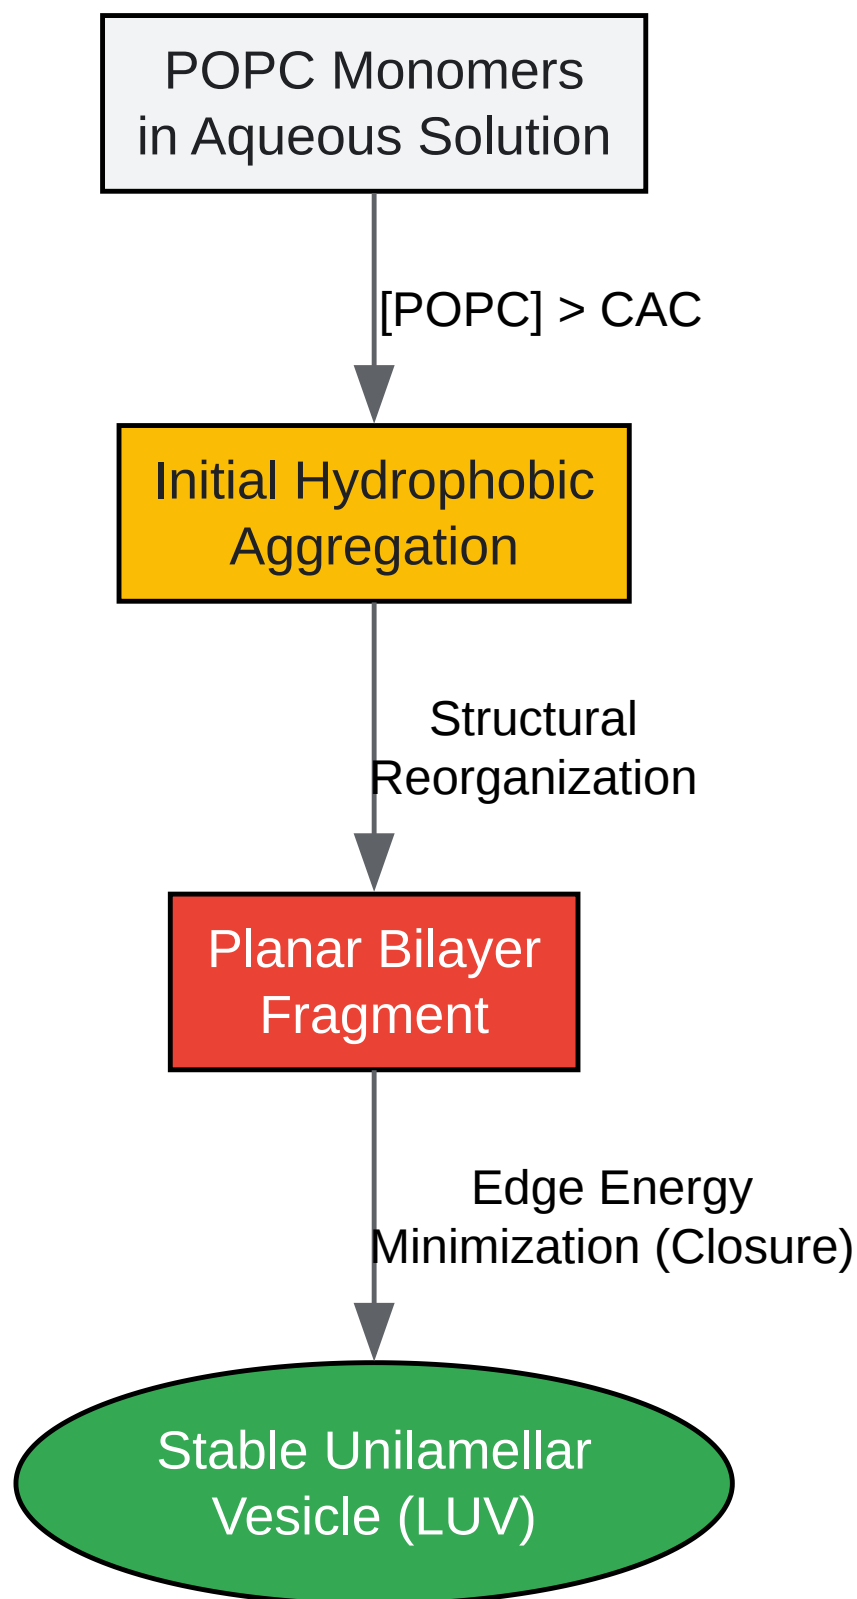 POPC Monomers
in Aqueous Solution
[POPC] > CAC
Initial Hydrophobic
Aggregation
Structural
Reorganization
Planar Bilayer
Fragment
Edge Energy
Minimization (Closure)
Stable Unilamellar
Vesicle (LUV)